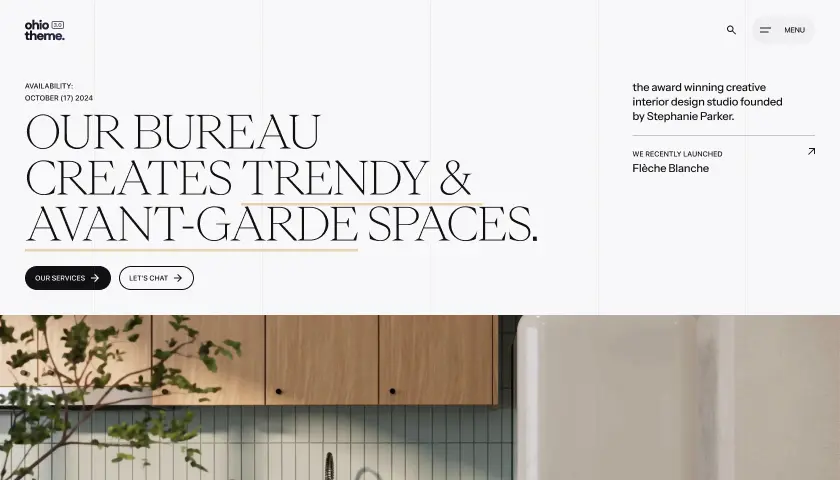 ohio 3.0
theme.
MENU
AVAILABILITY:
OCTOBER (17) 2024
OUR BUREAU
CREATES TRENDY &
AVANT-GARDE SPACES.
OUR SERVICES
LET'S CHAT
the award winning creative
interior design studio founded
by Stephanie Parker.
WE RECENTLY LAUNCHED
Flèche Blanche